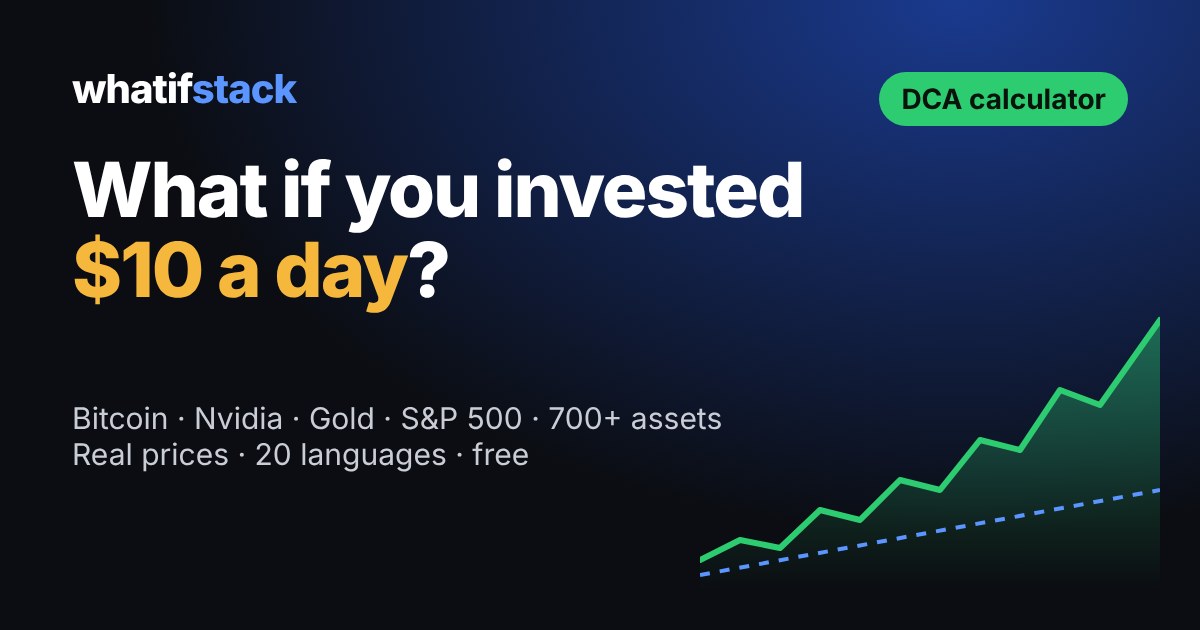 whatifstack
DCA calculator
What if you invested
$10 a day?
Bitcoin · Nvidia · Gold · S&P 500 · 700+ assets
Real prices · 20 languages · free